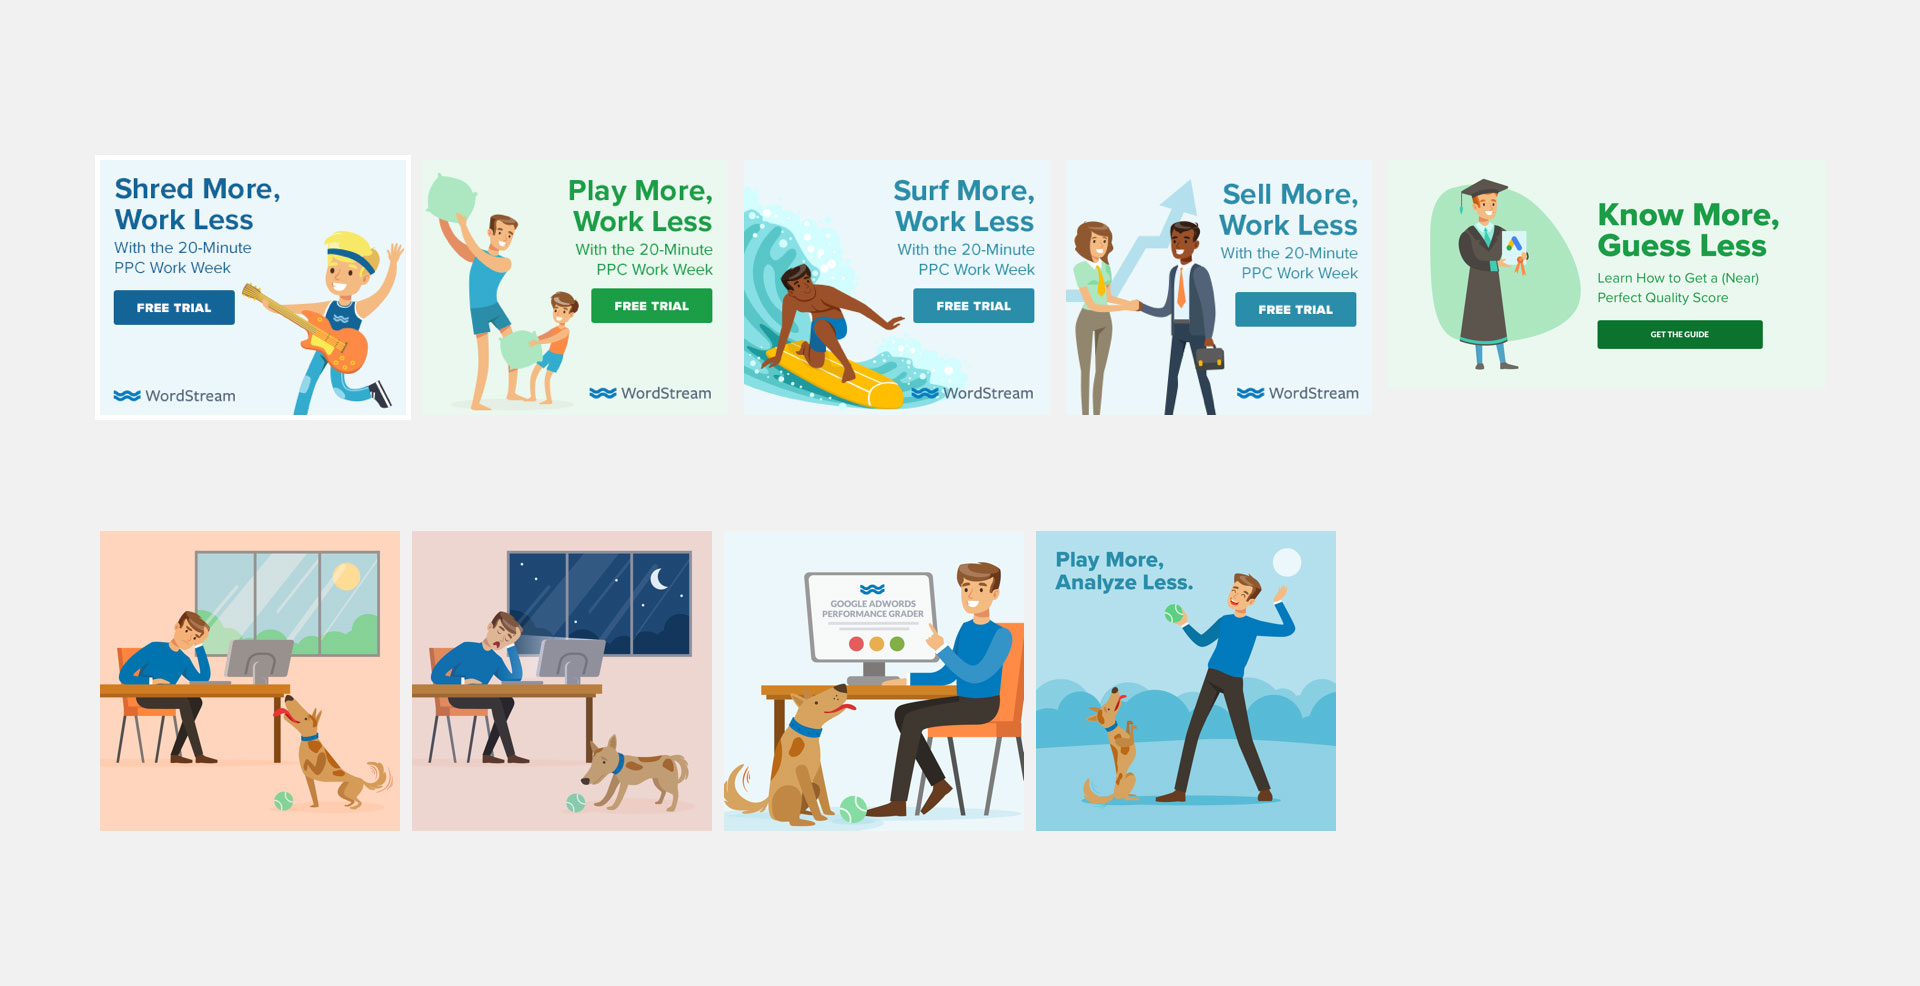 Shred More,
Work Less
With the 20-Minute
PPC Work Week
FREE TRIAL
WordStream
Play More,
Work Less
With the 20-Minute
PPC Work Week
FREE TRIAL
WordStream
Surf More,
Work Less
With the 20-Minute
PPC Work Week
FREE TRIAL
WordStream
Sell More,
Work Less
With the 20-Minute
PPC Work Week
FREE TRIAL
WordStream
Know More,
Guess Less
Learn How to Get a (Near)
Perfect Quality Score
GET THE GUIDE
GOOGLE ADWORDS
PERFORMANCE GRADER
Play More,
Analyze Less.